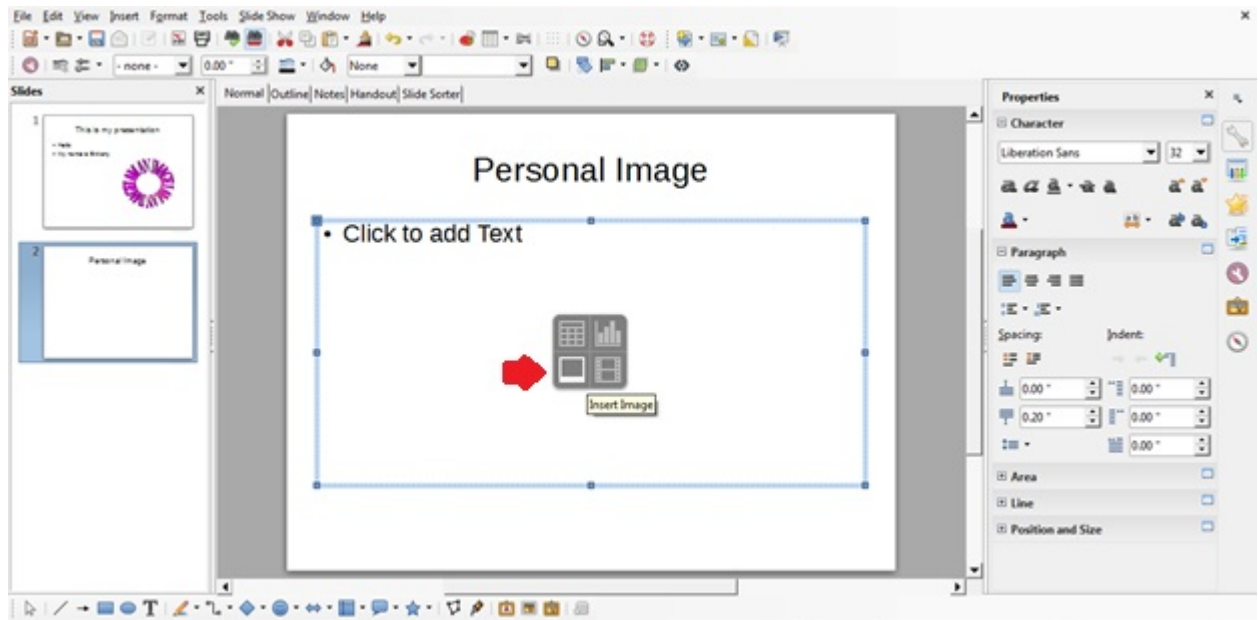 File Edit View Insert Format Tools Slide Show Window Help
- none - 0.00 " None
Slides
Normal Outline Notes Handout Slide Sorter
1
This is my presentation
• Hello
2
Personal Image
Personal Image
• Click to add Text
Insert Image
Properties
Character
Liberation Sans 32
Paragraph
Spacing: Indent:
0.00 " 0.00 "
0.20 " 0.00 "
0.00 "
Area
Line
Position and Size